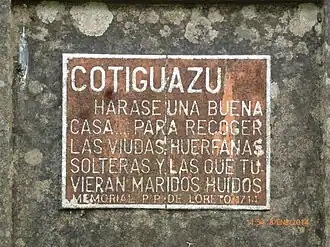 COTIGUAZU
HARASE UNA BUENA
CASA... PARA RECOGER
LAS VIUDAS HUERFANAS
SOLTERAS Y LAS QUE TU
VIERAN MARIDOS HUIDOS
MEMORIAL P.P. DE LORETO